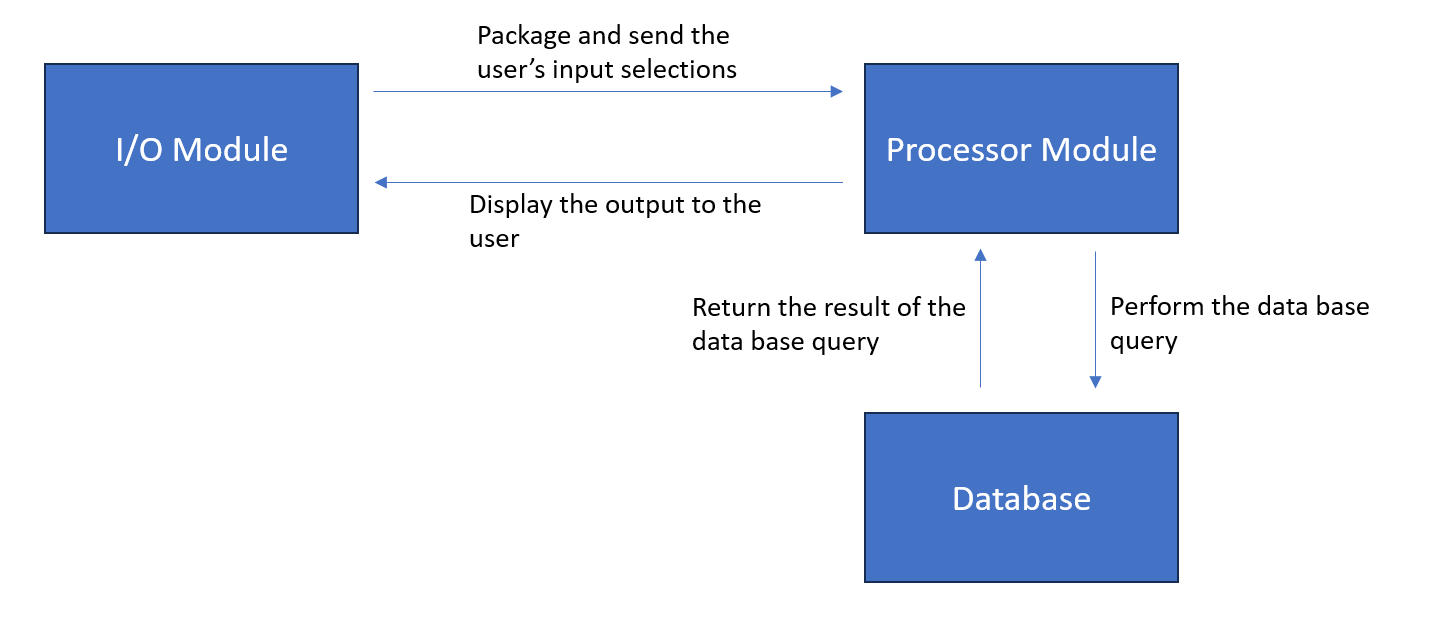 Package and send the
user’s input selections
I/O Module
Processor Module
Display the output to the
user
Return the result of the
data base query
Perform the data base
query
Database